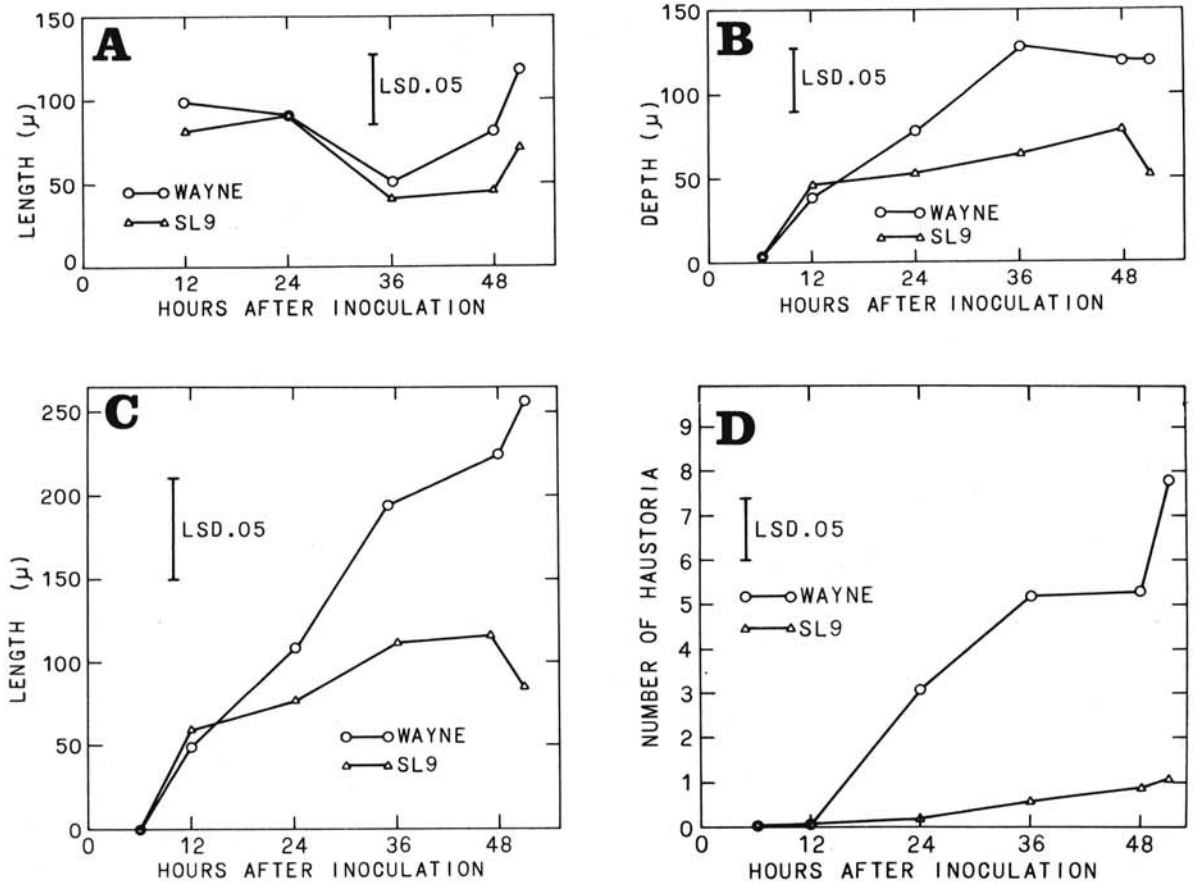 A
150
100
50
0
LENGTH (μ)
LSD.05
WAYNE
SL9
0 12 24 36 48
HOURS AFTER INOCULATION
B
150
100
50
0
DEPTH (μ)
LSD.05
WAYNE
SL9
0 12 24 36 48
HOURS AFTER INOCULATION
C
250
200
150
100
50
0
LENGTH (μ)
LSD.05
WAYNE
SL9
0 12 24 36 48
HOURS AFTER INOCULATION
D
9
8
7
6
5
4
3
2
1
0
NUMBER OF HAUSTORIA
LSD.05
WAYNE
SL9
0 12 24 36 48
HOURS AFTER INOCULATION